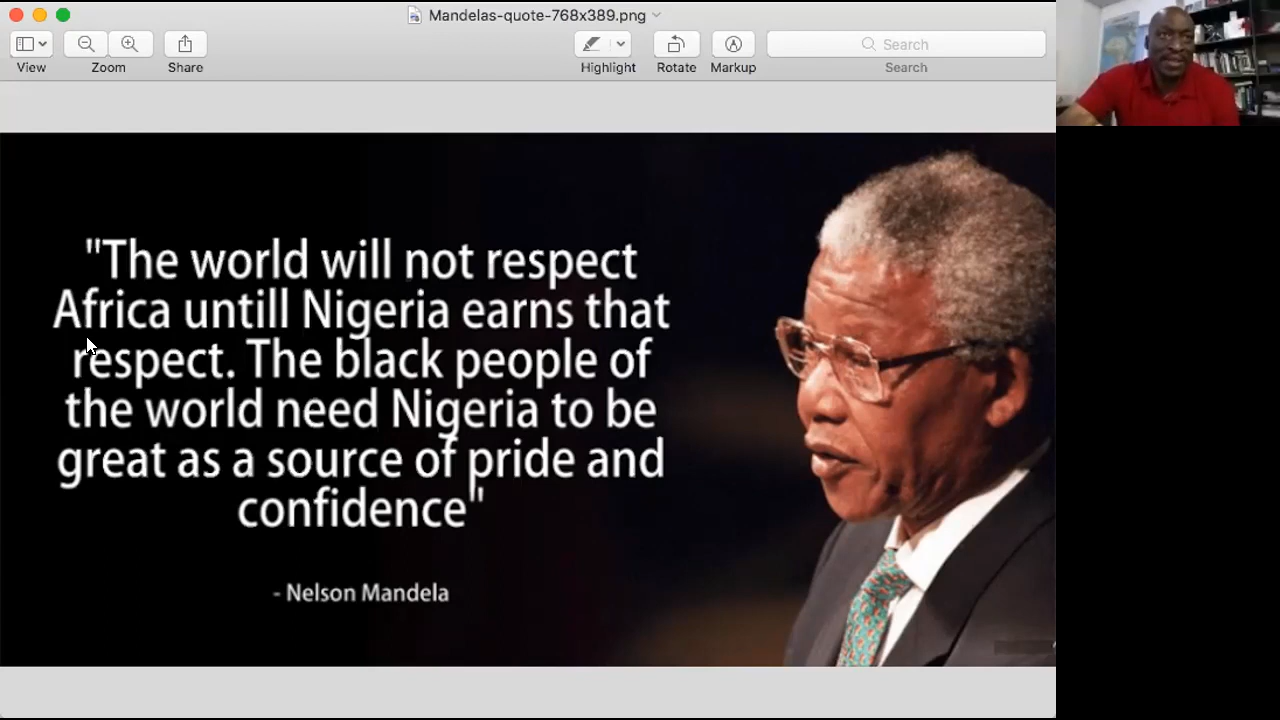 Mandelas-quote-768x389.png
View
Zoom
Share
Highlight
Rotate
Markup
Search
Search
"The world will not respect
Africa untill Nigeria earns that
respect. The black people of
the world need Nigeria to be
great as a source of pride and
confidence"
- Nelson Mandela